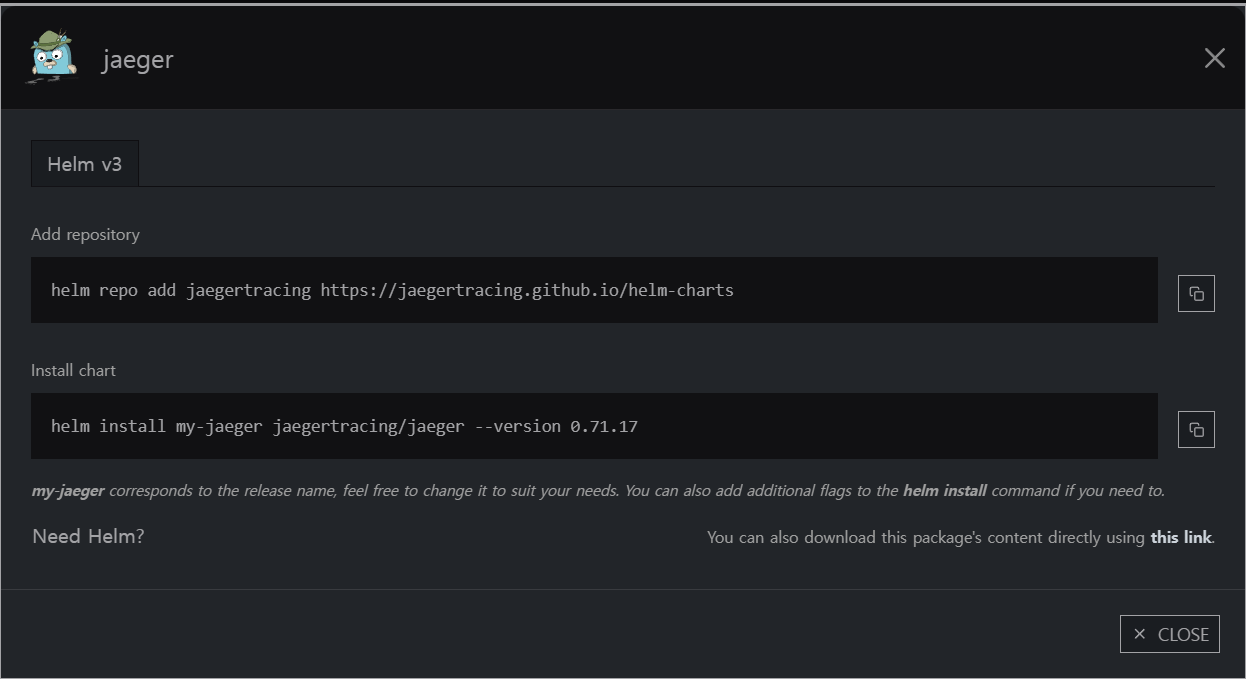 jaeger
Helm v3
Add repository
helm repo add jaegertracing https://jaegertracing.github.io/helm-charts
Install chart
helm install my-jaeger jaegertracing/jaeger --version 0.71.17
my-jaeger corresponds to the release name, feel free to change it to suit your needs. You can also add additional flags to the helm install command if you need to.
Need Helm?
You can also download this package's content directly using this link.
CLOSE